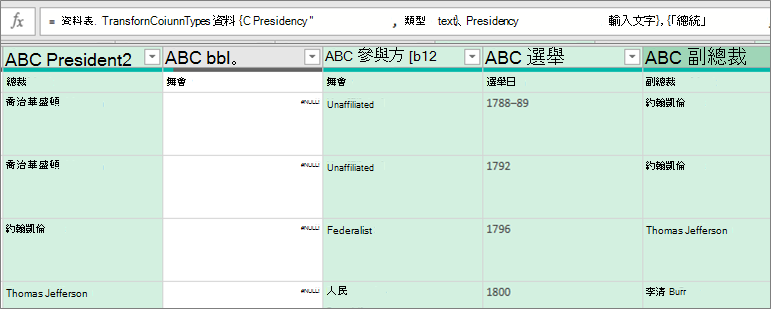 fx = 資料表. TransfornCoiunnTypes 資料 {C Presidency " , 類型 text}、Presidency 輸入文字}, {「總統」
ABC President2 ABC bbl。 ABC 參與方 [b12 ABC 選舉 ABC 副總裁
總裁 舞會 舞會 選舉日 副總裁
喬治華盛頓 #NULL! Unaffiliated 1788–89 約翰凱倫
喬治華盛頓 #NULL! Unaffiliated 1792 約翰凱倫
約翰凱倫 #NULL! Federalist 1796 Thomas Jefferson
Thomas Jefferson #NULL! 人民 1800 李濤 Burr